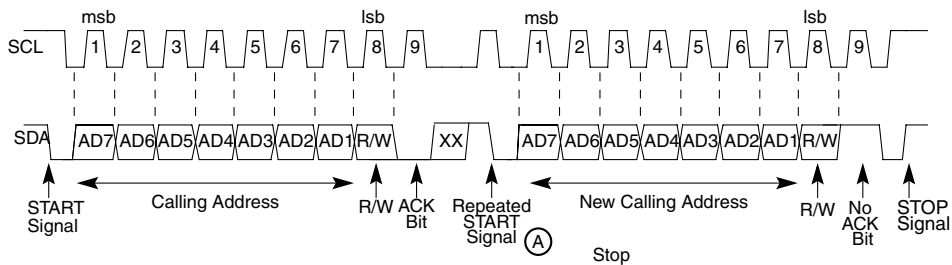 msb lsb msb lsb
SCL 1 2 3 4 5 6 7 8 9 1 2 3 4 5 6 7 8 9
SDA AD7 AD6 AD5 AD4 AD3 AD2 AD1 R/W XX AD7 AD6 AD5 AD4 AD3 AD2 AD1 R/W
START Signal
Calling Address
R/W
ACK Bit
Repeated START Signal
A
New Calling Address
R/W
No ACK Bit
STOP Signal
Stop